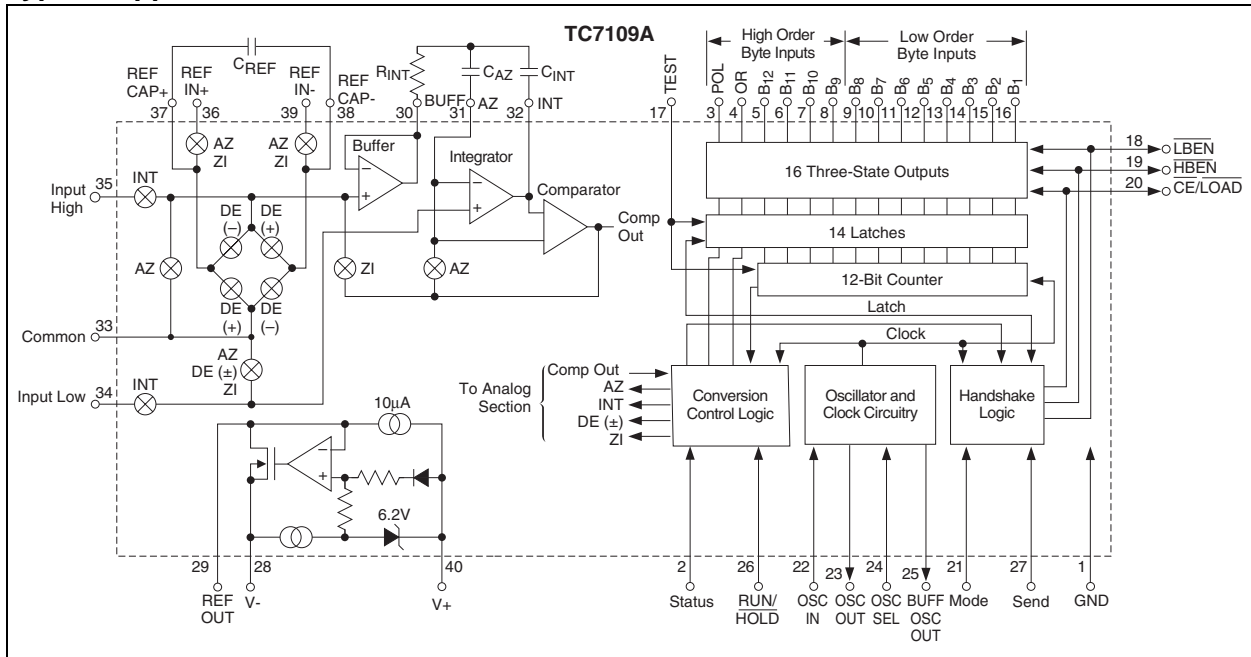 TC7109A
High Order
Byte Inputs
Low Order
Byte Inputs
REF
CAP+
37
REF
IN+
36
CREF
REF
IN-
39
REF
CAP-
38
RINT
BUFF
30
CAZ
AZ
31
CINT
INT
32
TEST
17
POL
3
OR
4
B12
5
B11
6
B10
7
B9
8
B8
9
B7
10
B6
11
B5
12
B4
13
B3
14
B2
15
B1
16
18
LBEN
19
HBEN
20
CE/LOAD
Input
High
35
INT
AZ
ZI
AZ
ZI
Buffer
Integrator
Comparator
Comp
Out
–
+
–
+
DE
(–)
DE
(+)
AZ
DE
(+)
DE
(–)
ZI
AZ
16 Three-State Outputs
14 Latches
12-Bit Counter
Latch
Clock
Common
33
AZ
DE (±)
ZI
Input Low
34
INT
To Analog
Section
Comp Out
AZ
INT
DE (±)
ZI
Conversion
Control Logic
Oscillator and
Clock Circuitry
Handshake
Logic
10µA
–
+
6.2V
29
REF
OUT
28
V-
40
V+
2
Status
26
RUN/
HOLD
22
OSC
IN
23
OSC
OUT
24
OSC
SEL
25
BUFF
OSC
OUT
21
Mode
27
Send
1
GND